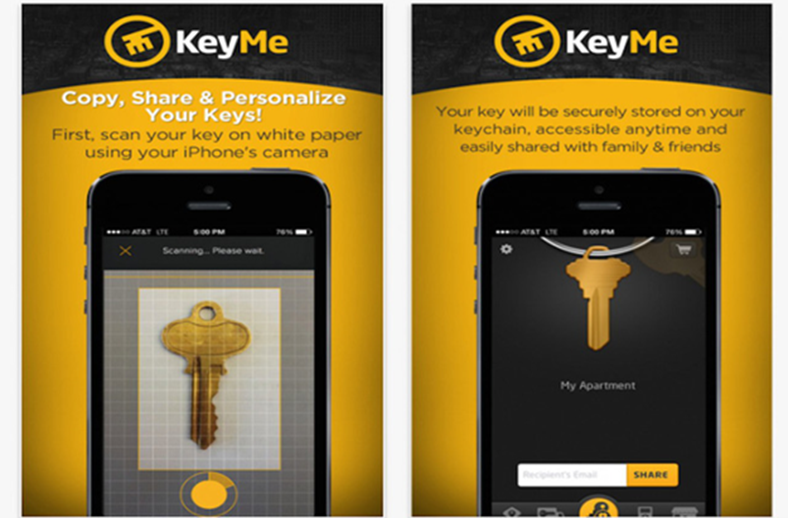 KeyMe
Copy, Share & Personalize
Your Keys!
First, scan your key on white paper
using your iPhone's camera
AT&T LTE 5:00 PM 76%
Scanning... Please wait.
KeyMe
Your key will be securely stored on your
keychain, accessible anytime and
easily shared with family & friends
AT&T LTE 5:00 PM 76%
My Apartment
Recipient's Email SHARE